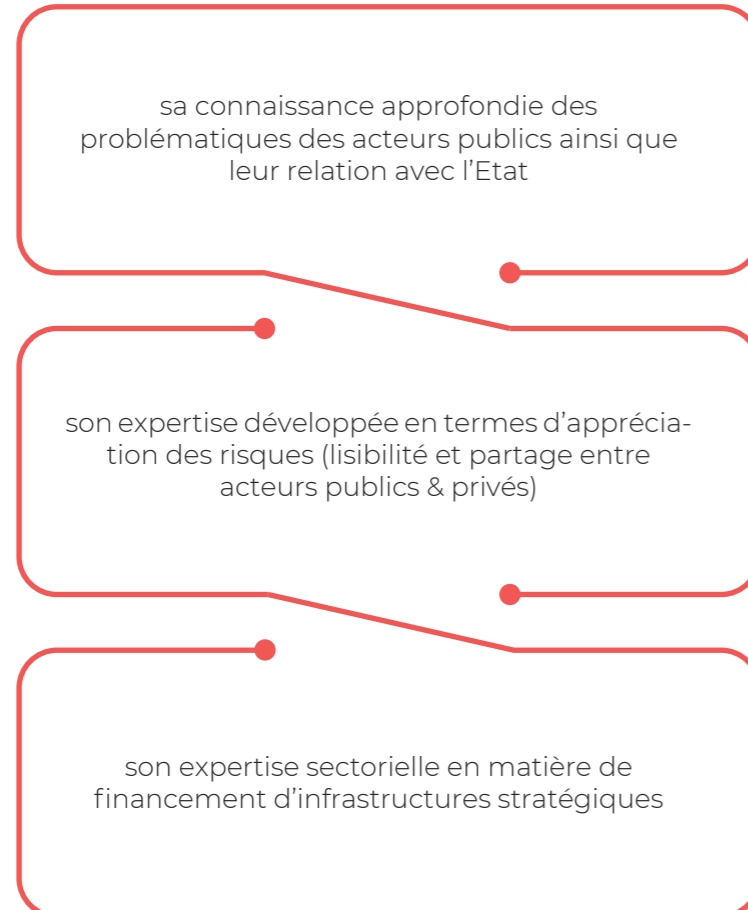 sa connaissance approfondie des
problématiques des acteurs publics ainsi que
leur relation avec l’Etat
son expertise développée en termes d’apprécia-
tion des risques (lisibilité et partage entre
acteurs publics & privés)
son expertise sectorielle en matière de
financement d’infrastructures stratégiques